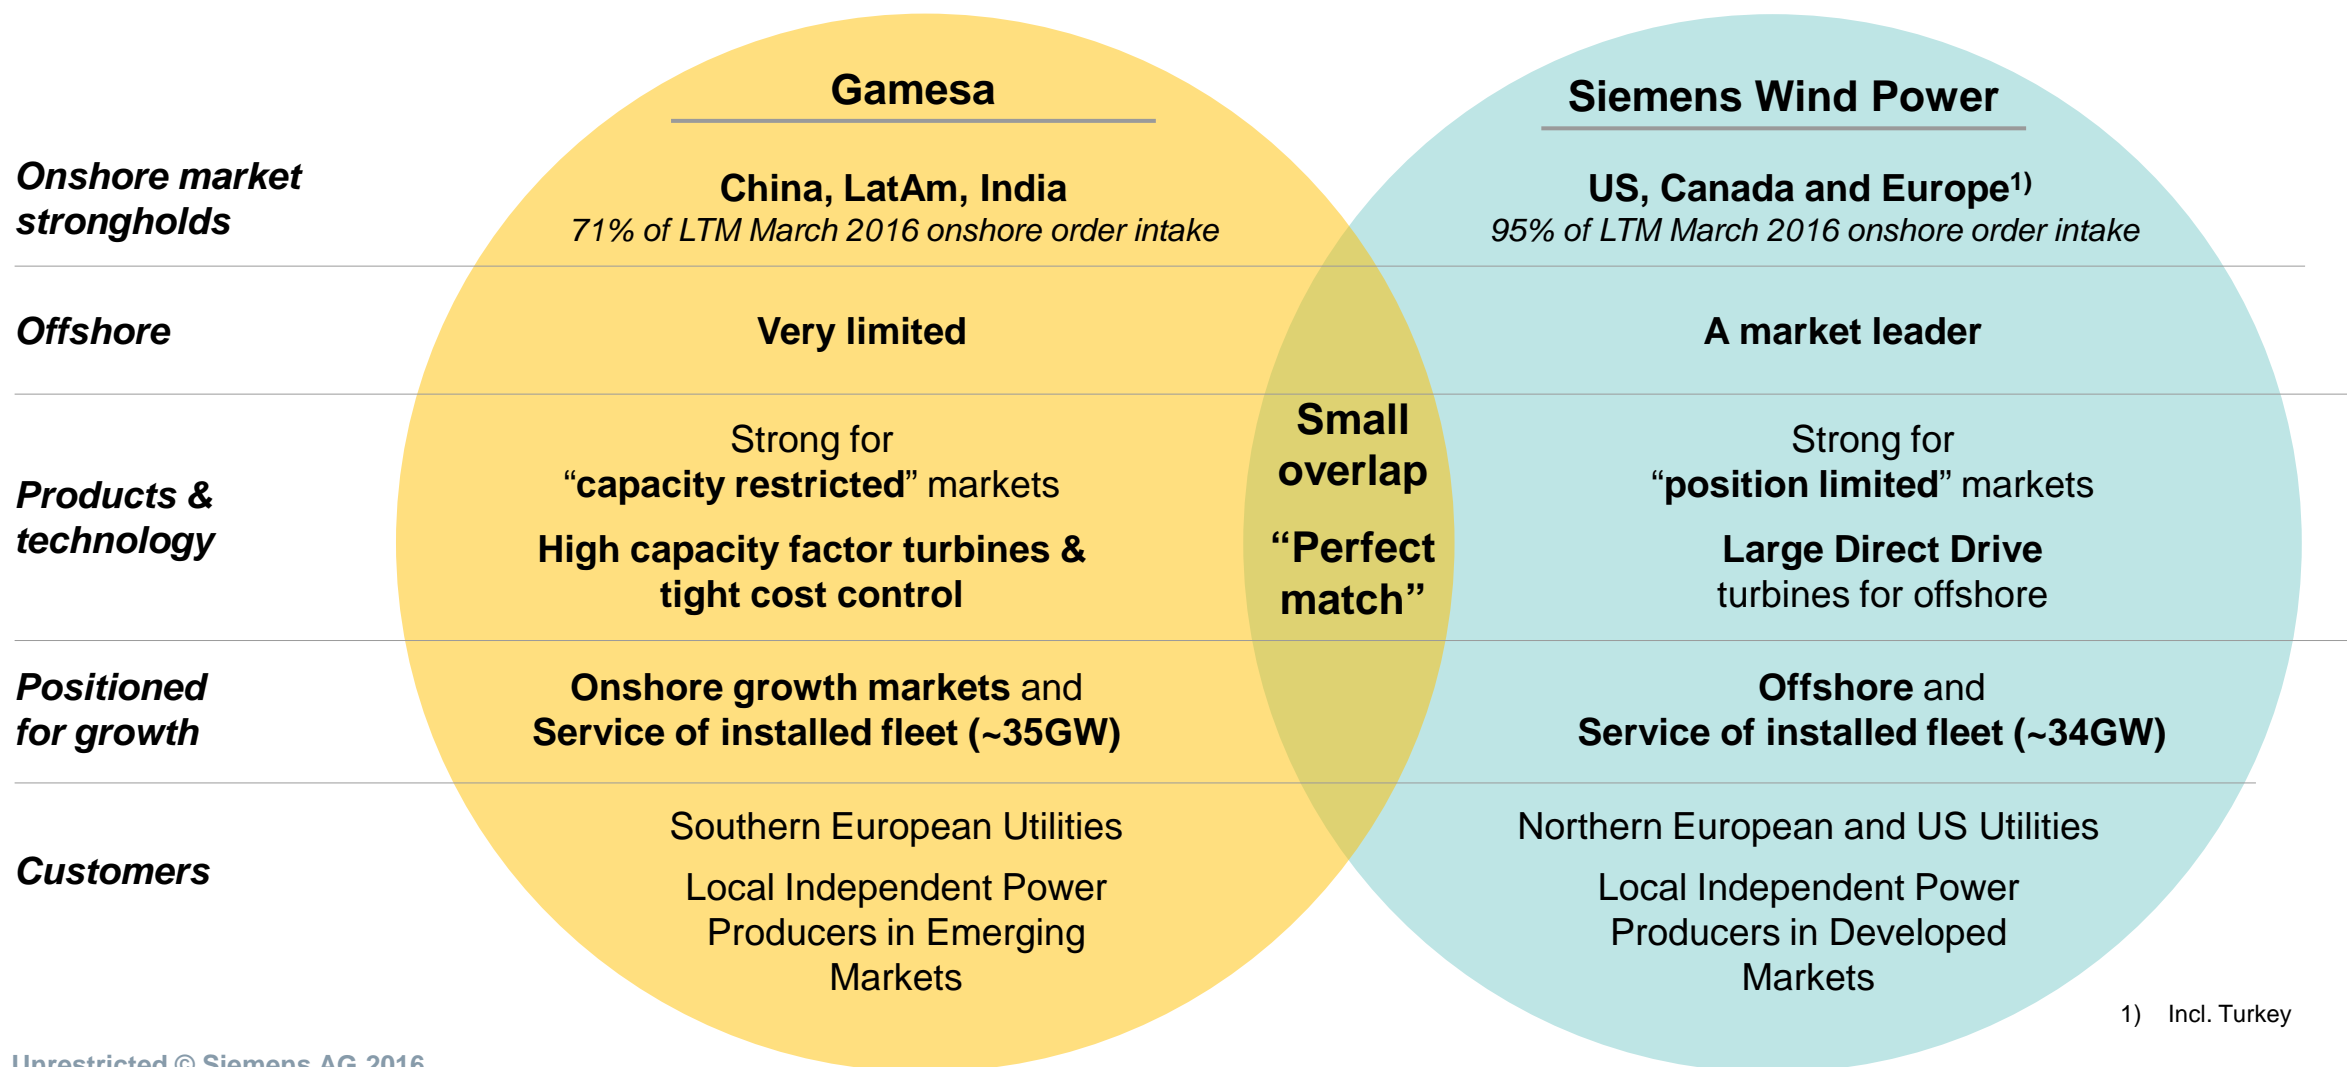 Gamesa
Siemens Wind Power
Onshore market
strongholds
China, LatAm, India
71% of LTM March 2016 onshore order intake
US, Canada and Europe1)
95% of LTM March 2016 onshore order intake
Offshore
Very limited
A market leader
Products &
technology
Strong for
“capacity restricted” markets
High capacity factor turbines &
tight cost control
Small
overlap
“Perfect
match”
Strong for
“position limited” markets
Large Direct Drive
turbines for offshore
Positioned
for growth
Onshore growth markets and
Service of installed fleet (~35GW)
Offshore and
Service of installed fleet (~34GW)
Customers
Southern European Utilities
Local Independent Power
Producers in Emerging
Markets
Northern European and US Utilities
Local Independent Power
Producers in Developed
Markets
1) Incl. Turkey
Unrestricted © Siemens AG 2016